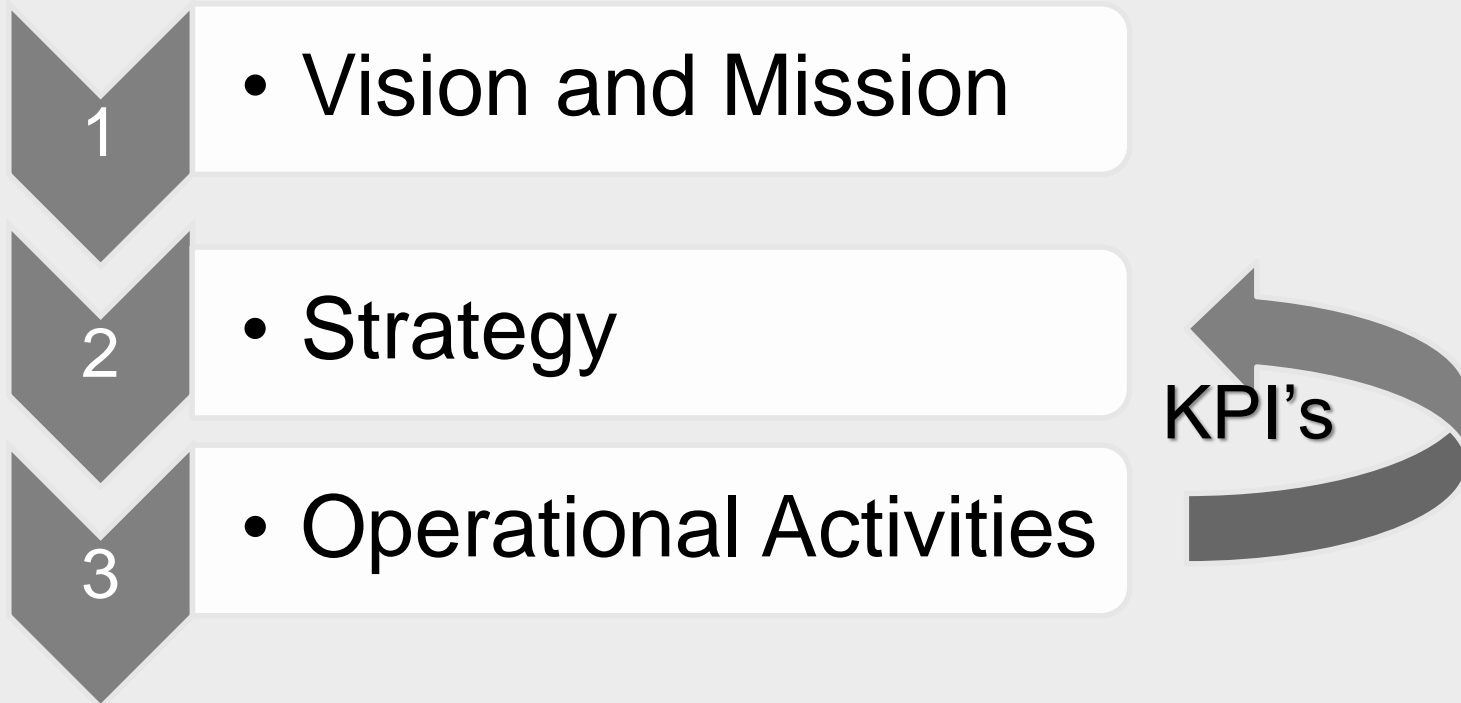 1
• Vision and Mission
2
• Strategy
KPI’s
3
• Operational Activities